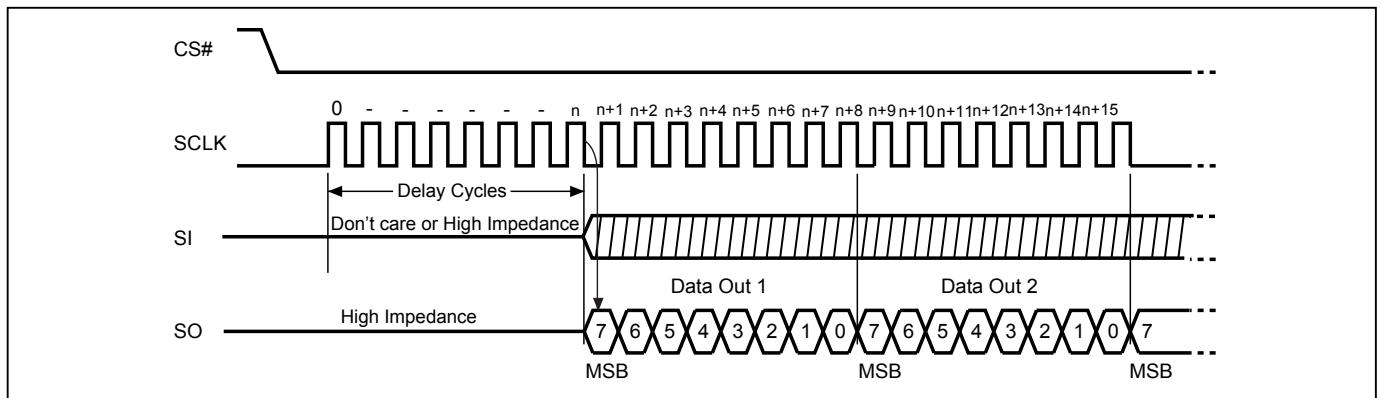 CS#
0 - - - - - - n n+1 n+2 n+3 n+4 n+5 n+6 n+7 n+8 n+9 n+10 n+11 n+12 n+13 n+14 n+15
SCLK
Delay Cycles
Don't care or High Impedance
SI
Data Out 1 Data Out 2
High Impedance
SO 7 6 5 4 3 2 1 0 7 6 5 4 3 2 1 0 7
MSB MSB MSB